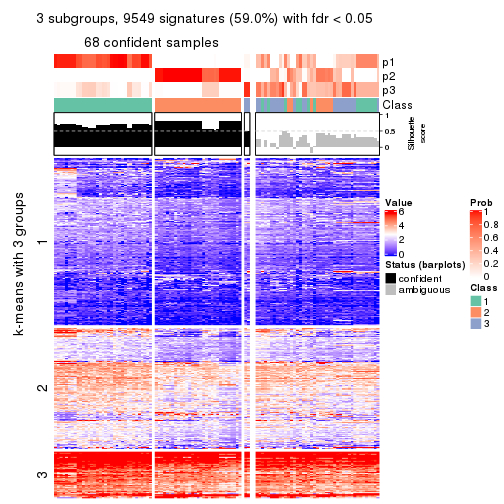 3 subgroups, 9549 signatures (59.0%) with fdr < 0.05
68 confident samples
p1
p2
p3
Class
1
0.5
0
Silhouette
score
k-means with 3 groups
1
2
3
Value
6
4
2
0
Status (barplots)
confident
ambiguous
Prob
1
0.8
0.6
0.4
0.2
0
Class
1
2
3